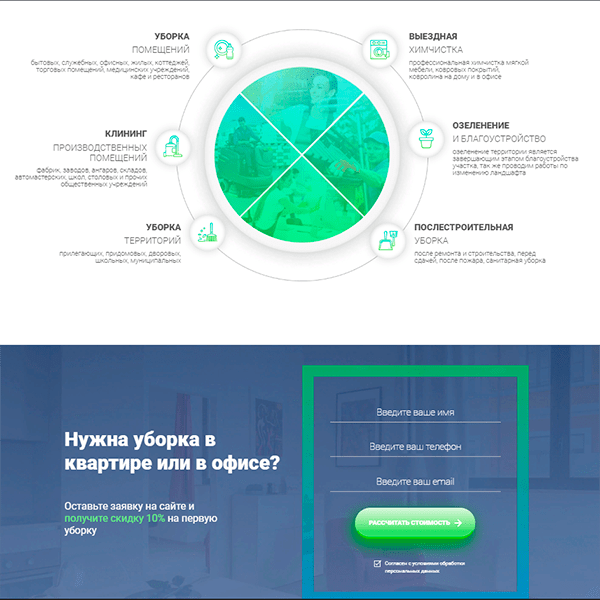 УБОРКА
ПОМЕЩЕНИЙ
бытовых, служебных, офисных, жилых, коттеджей,
торговых помещений, медицинских учреждений,
кафе и ресторанов
ВЫЕЗДНАЯ
ХИМЧИСТКА
профессиональная химчистка мягкой
мебели, ковровых покрытий,
ковролина на дому и в офисе
КЛИНИНГ
ПРОИЗВОДСТВЕННЫХ
ПОМЕЩЕНИЙ
фабрик, заводов, ангаров, складов,
автомастерских, школ. столовых и прочих
общественных учреждений
ОЗЕЛЕНЕНИЕ
И БЛАГОУСТРОЙСТВО
озеленение территории является
завершающим этапом благоустройства
участка, так же проводим работы по
изменению ландшафта
УБОРКА
ТЕРРИТОРИЙ
прилегающих, придомовых, дворовых,
школьных, муниципальных
ПОСЛЕСТРОИТЕЛЬНАЯ
УБОРКА
после ремонта и строительства, перед
сдачей, после пожара, санитарная уборка
Нужна уборка в
квартире или в офисе?
Оставьте заявку на сайте и
получите скидку 10% на первую
уборку
Введите ваше имя
Введите ваш телефон
Введите ваш email
РАССЧИТАТЬ СТОИМОСТЬ
Согласен с условиями обработки
персональных данных